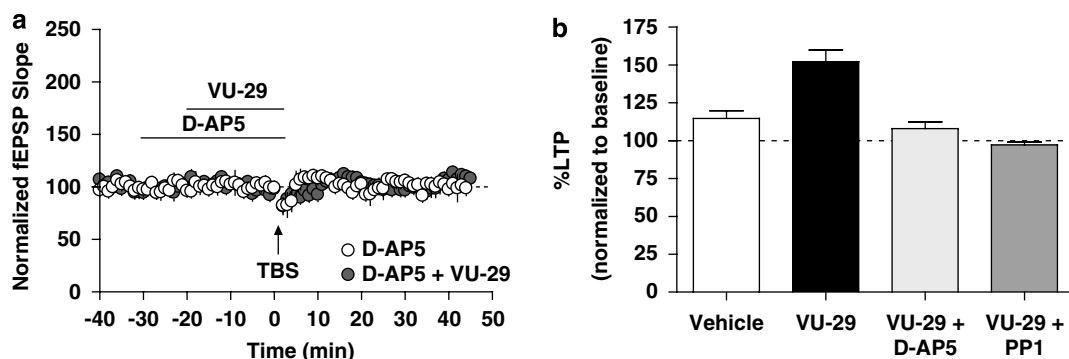 a
Normalized fEPSP Slope
250
200
150
100
50
0
VU-29
D-AP5
TBS
D-AP5
D-AP5 + VU-29
-40 -30 -20 -10 0 10 20 30 40 50
Time (min)
b
%LTP
(normalized to baseline)
175
150
125
100
75
50
25
0
Vehicle
VU-29
VU-29 +
D-AP5
VU-29 +
PP1